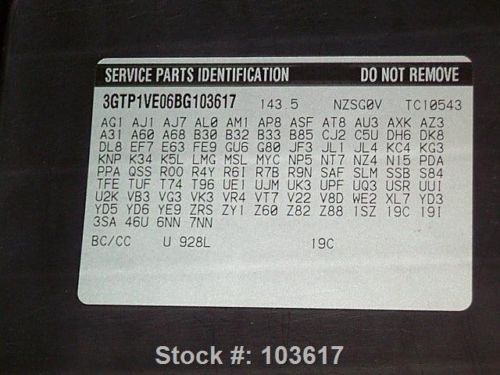 SERVICE PARTS IDENTIFICATION DO NOT REMOVE
3GTP1VE06BG103617 143.5 NZSG0V TC10543
AG1 AJ1 AJ7 AL0 AM1 AP8 ASF AT8 AU3 AXK AZ3
A31 A60 A68 B30 B32 B33 B85 CJ2 C5U DH6 DK8
DL8 EF7 E63 FE9 GU6 G80 JF3 JL1 JL4 KC4 KG3
KNP K34 K5L LMG MSL MYC NP5 NT7 NZ4 N15 PDA
PPA QSS R00 R4Y R6I R7B R9N SAF SLM SSB S84
TFE TUF T74 T96 UE1 UJM UK3 UPF UQ3 USR UUI
U2K VB3 VG3 VK3 VR4 VT7 V22 V8D WE2 XL7 YD3
YD5 YD6 YE9 ZRS ZY1 Z60 Z82 Z88 1SZ 19C 19I
3SA 46U 6NN 7NN
BC/CC U 928L 19C
Stock #: 103617